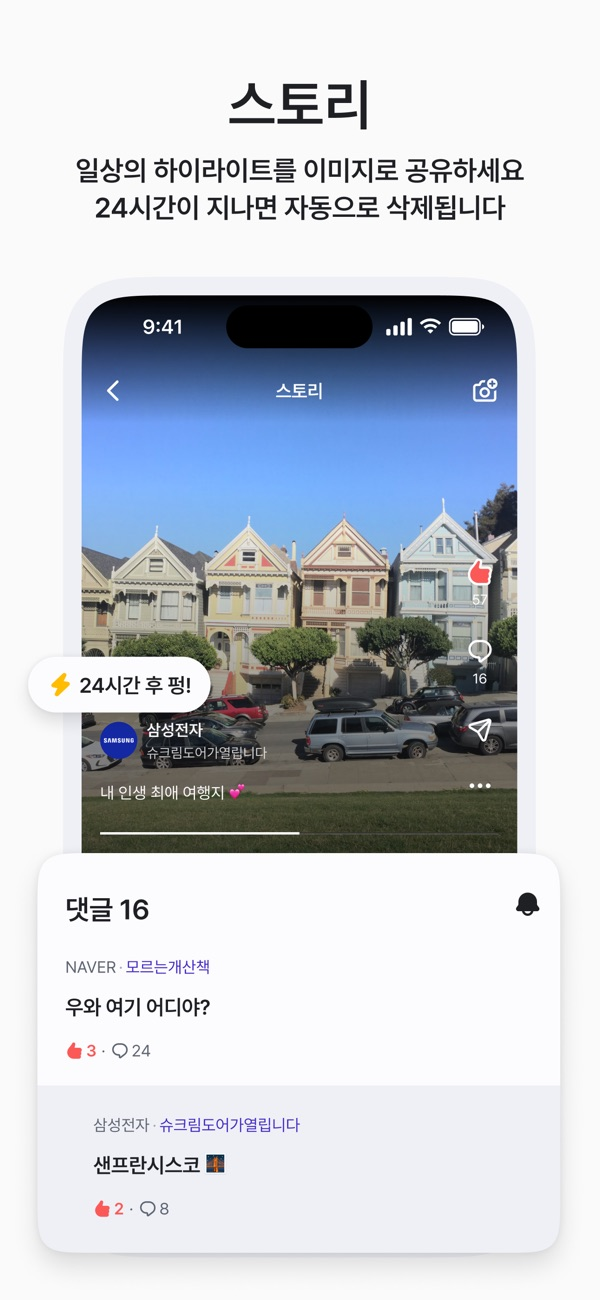 스토리
일상의 하이라이트를 이미지로 공유하세요
24시간이 지나면 자동으로 삭제됩니다
9:41
스토리
57
16
⚡ 24시간 후 펑!
SAMSUNG
삼성전자
슈크림도어가열립니다
내 인생 최애 여행지 💕
댓글 16
NAVER · 모르는개산책
우와 여기 어디야?
3 · 24
삼성전자 · 슈크림도어가열립니다
샌프란시스코 🌉
2 · 8